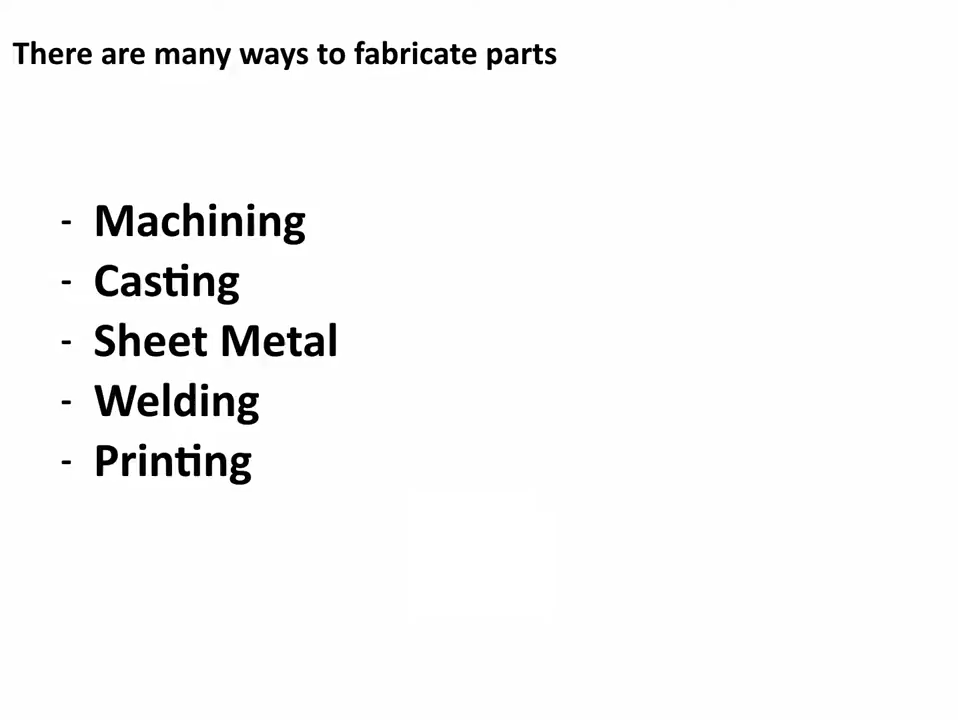 There are many ways to fabricate parts
- Machining
- Casting
- Sheet Metal
- Welding
- Printing